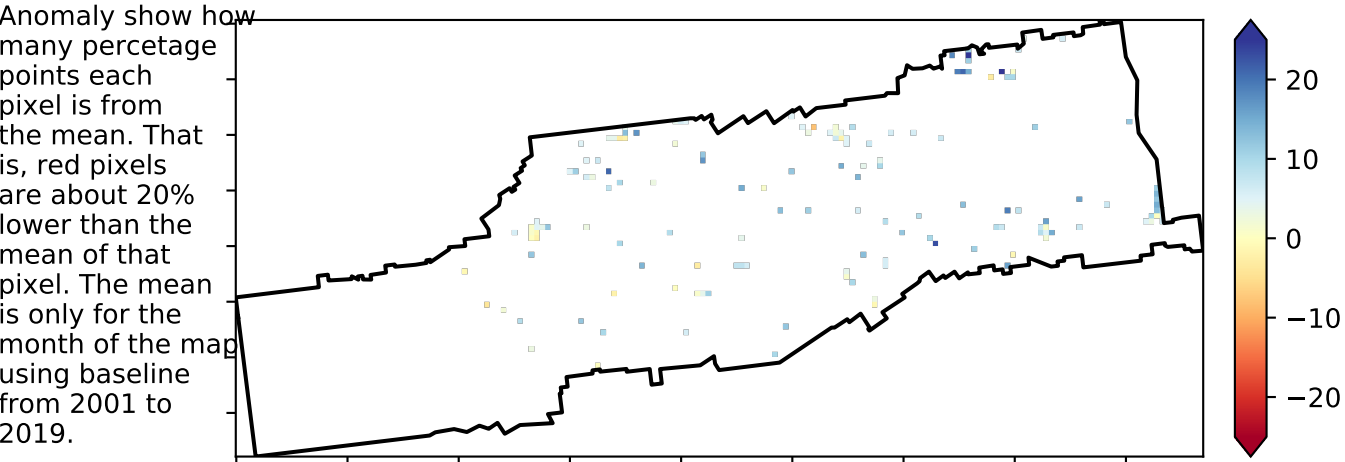 Anomaly show how
many percetage
points each
pixel is from
the mean. That
is, red pixels
are about 20%
lower than the
mean of that
pixel. The mean
is only for the
month of the map
using baseline
from 2001 to
2019.
20
10
0
−10
−20